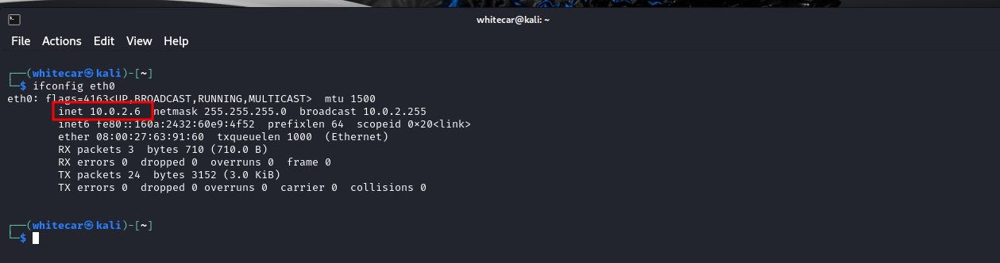 whitecar@kali: ~
File Actions Edit View Help
┌──(whitecar㉿kali)-[~]
└─$ ifconfig eth0
eth0: flags=4163<UP,BROADCAST,RUNNING,MULTICAST>  mtu 1500
        inet 10.0.2.6  netmask 255.255.255.0  broadcast 10.0.2.255
        inet6 fe80::160a:2432:60e9:4f52  prefixlen 64  scopeid 0×20<link>
        ether 08:00:27:63:91:60  txqueuelen 1000  (Ethernet)
        RX packets 3  bytes 710 (710.0 B)
        RX errors 0  dropped 0  overruns 0  frame 0
        TX packets 24  bytes 3152 (3.0 KiB)
        TX errors 0  dropped 0 overruns 0  carrier 0  collisions 0
┌──(whitecar㉿kali)-[~]
└─$